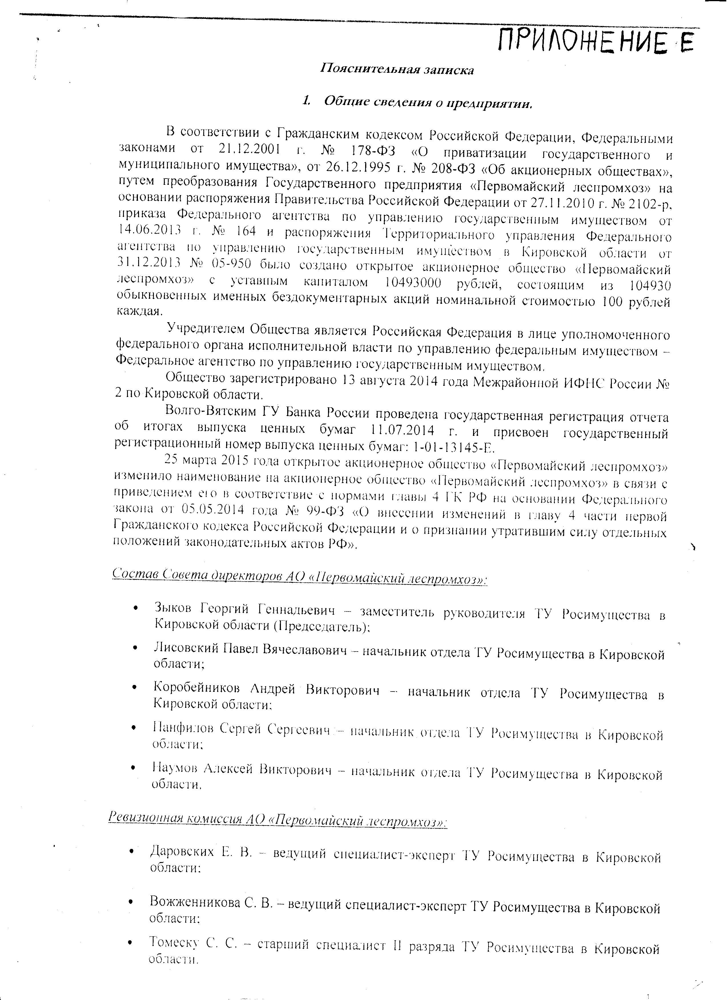 ПРИЛОЖЕНИЕ Е
Пояснительная записка
1. Общие сведения о предприятии.
В соответствии с Гражданским кодексом Российской Федерации, Федеральными
законами от 21.12.2001 г. № 178-ФЗ «О приватизации государственного и
муниципального имущества», от 26.12.1995 г. № 208-ФЗ «Об акционерных обществах»,
путем преобразования Государственного предприятия «Первомайский леспромхоз» на
основании распоряжения Правительства Российской Федерации от 27.11.2010 г. № 2102-р,
приказа Федерального агентства по управлению государственным имуществом от
14.06.2013 г. № 164 и распоряжения Территориального управления Федерального
агентства по управлению государственным имуществом в Кировской области от
31.12.2013 № 05-950 было создано открытое акционерное общество «Первомайский
леспромхоз» с уставным капиталом 10493000 рублей, состоящим из 104930
обыкновенных именных бездокументарных акций номинальной стоимостью 100 рублей
каждая.
Учредителем Общества является Российская Федерация в лице уполномоченного
федерального органа исполнительной власти по управлению федеральным имуществом –
Федеральное агентство по управлению государственным имуществом.
Общество зарегистрировано 13 августа 2014 года Межрайонной ИФНС России №
2 по Кировской области.
Волго-Вятским ГУ Банка России проведена государственная регистрация отчета
об итогах выпуска ценных бумаг 11.07.2014 г. и присвоен государственный
регистрационный номер выпуска ценных бумаг: 1-01-13145-Е.
25 марта 2015 года открытое акционерное общество «Первомайский леспромхоз»
изменило наименование на акционерное общество «Первомайский леспромхоз» в связи с
приведением его в соответствие с нормами главы 4 ГК РФ на основании Федерального
закона от 05.05.2014 года № 99-ФЗ «О внесении изменений в главу 4 части первой
Гражданского кодекса Российской Федерации и о признании утратившим силу отдельных
положений законодательных актов РФ».
Состав Совета директоров АО «Первомайский леспромхоз»:
• Зыков Георгий Геннадьевич – заместитель руководителя ТУ Росимущества в
Кировской области (Председатель);
• Лисовский Павел Вячеславович – начальник отдела ТУ Росимущества в Кировской
области;
• Коробейников Андрей Викторович – начальник отдела ТУ Росимущества в
Кировской области;
• Панфилов Сергей Сергеевич – начальник отдела ТУ Росимущества в Кировской
области;
• Наумов Алексей Викторович – начальник отдела ТУ Росимущества в Кировской
области.
Ревизионная комиссия АО «Первомайский леспромхоз»:
• Даровских Е. В. – ведущий специалист-эксперт ТУ Росимущества в Кировской
области;
• Вожженникова С. В. – ведущий специалист-эксперт ТУ Росимущества в Кировской
области;
• Томеску С. С. – старший специалист II разряда ТУ Росимущества в Кировской
области.
1